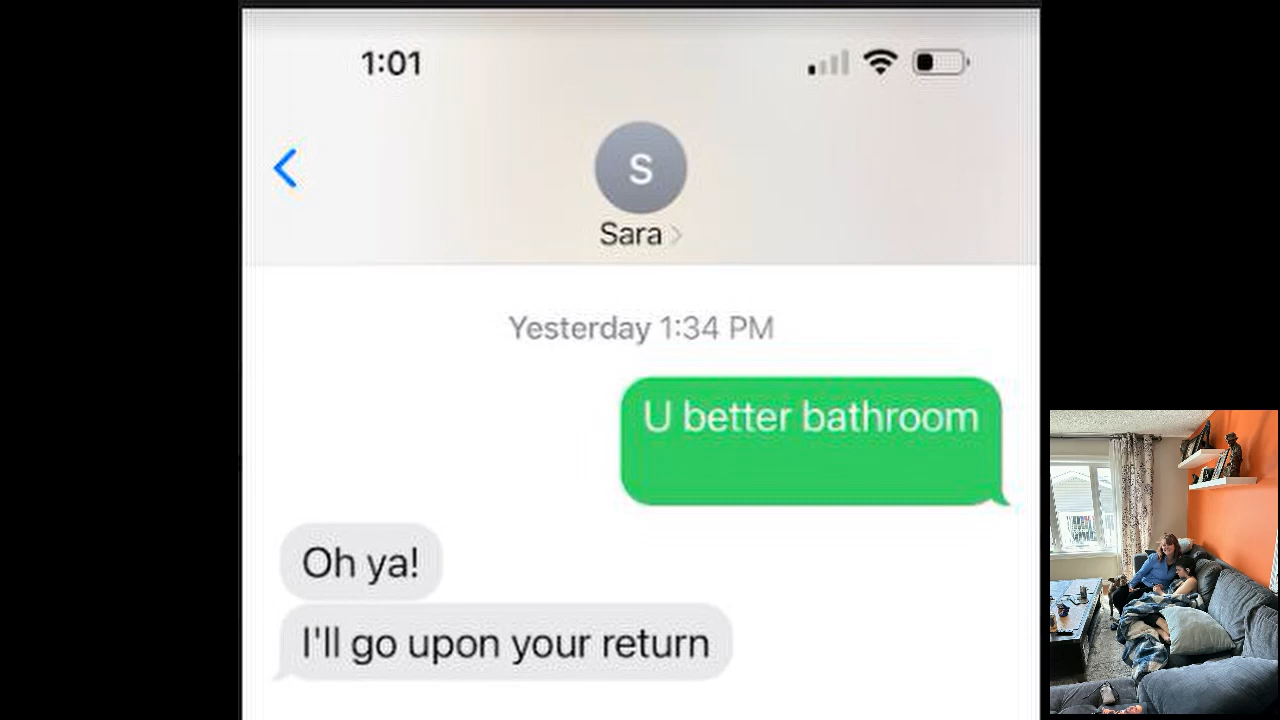 1:01
S
Sara
Yesterday 1:34 PM
U better bathroom
Oh ya!
I'll go upon your return